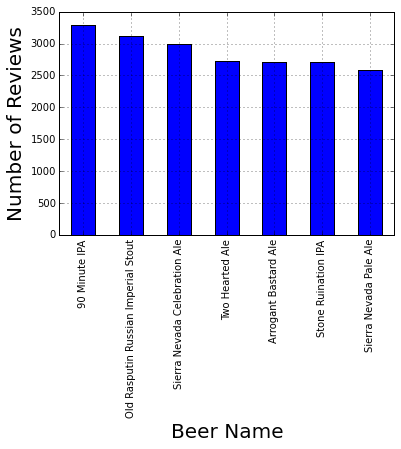 Number of Reviews
3500
3000
2500
2000
1500
1000
500
0
90 Minute IPA
Old Rasputin Russian Imperial Stout
Sierra Nevada Celebration Ale
Two Hearted Ale
Arrogant Bastard Ale
Stone Ruination IPA
Sierra Nevada Pale Ale
Beer Name